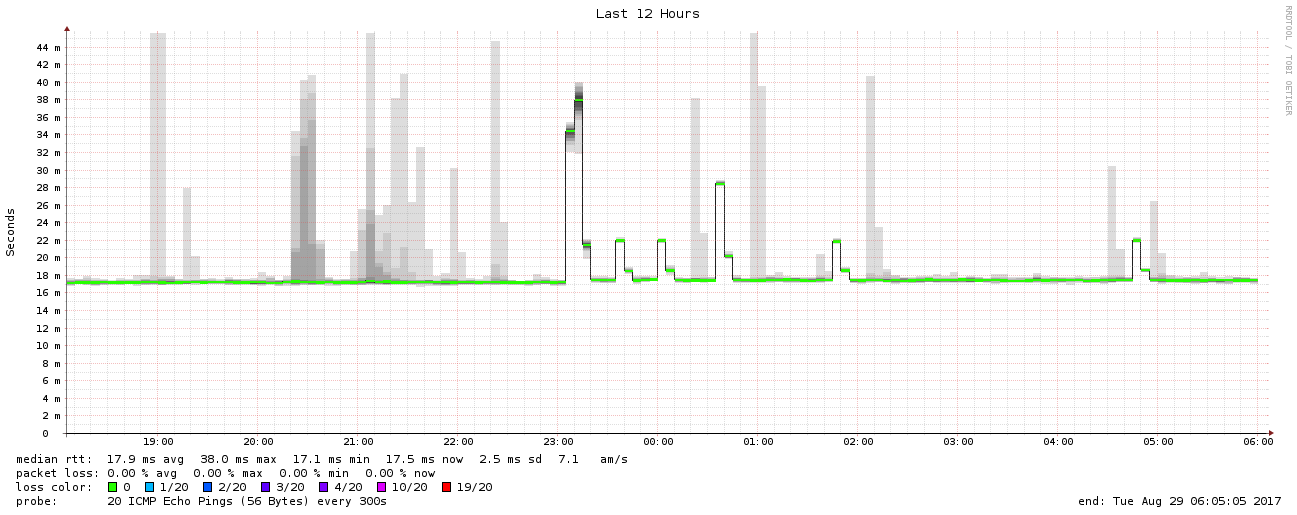 Last 12 Hours
RRDTOOL / TOBI OETIKER
Seconds
44 m
42 m
40 m
38 m
36 m
34 m
32 m
30 m
28 m
26 m
24 m
22 m
20 m
18 m
16 m
14 m
12 m
10 m
8 m
6 m
4 m
2 m
0
19:00 20:00 21:00 22:00 23:00 00:00 01:00 02:00 03:00 04:00 05:00 06:00
median rtt: 17.9 ms avg 38.0 ms max 17.1 ms min 17.5 ms now 2.5 ms sd 7.1 am/s
packet loss: 0.00 % avg 0.00 % max 0.00 % min 0.00 % now
loss color: 0 1/20 2/20 3/20 4/20 10/20 19/20
probe: 20 ICMP Echo Pings (56 Bytes) every 300s end: Tue Aug 29 06:05:05 2017